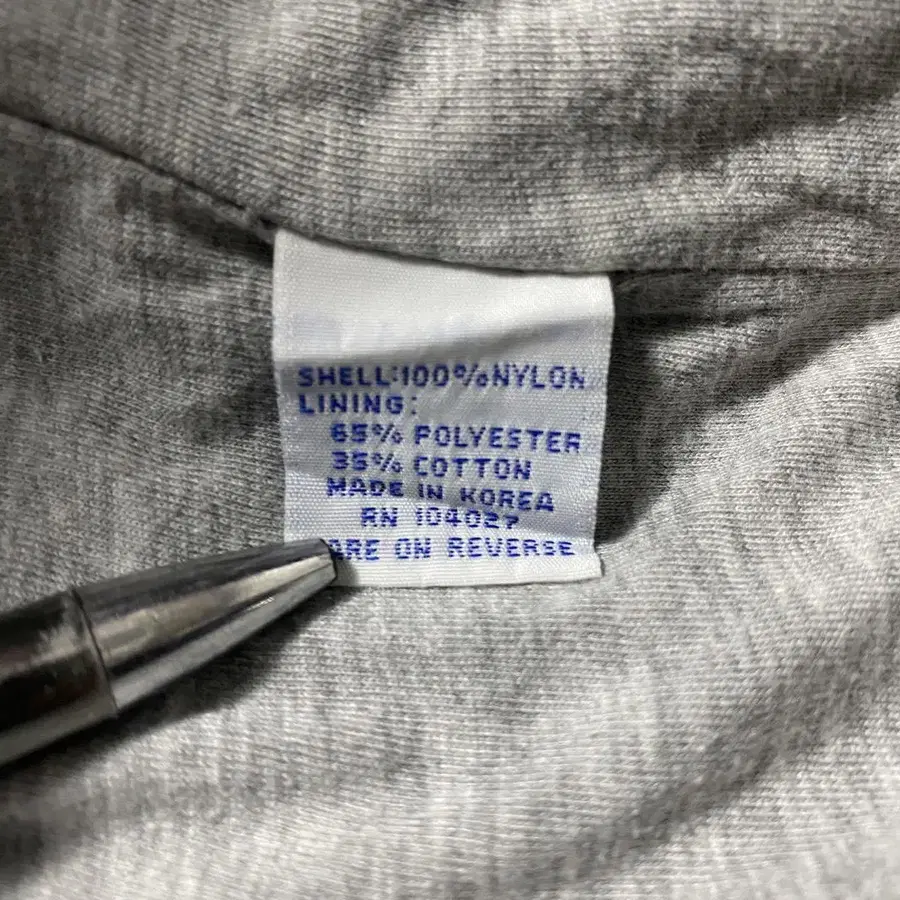 SHELL:100%NYLON
LINING:
65% POLYESTER
35% COTTON
MADE IN KOREA
RN 104027
ARE ON REVERSE